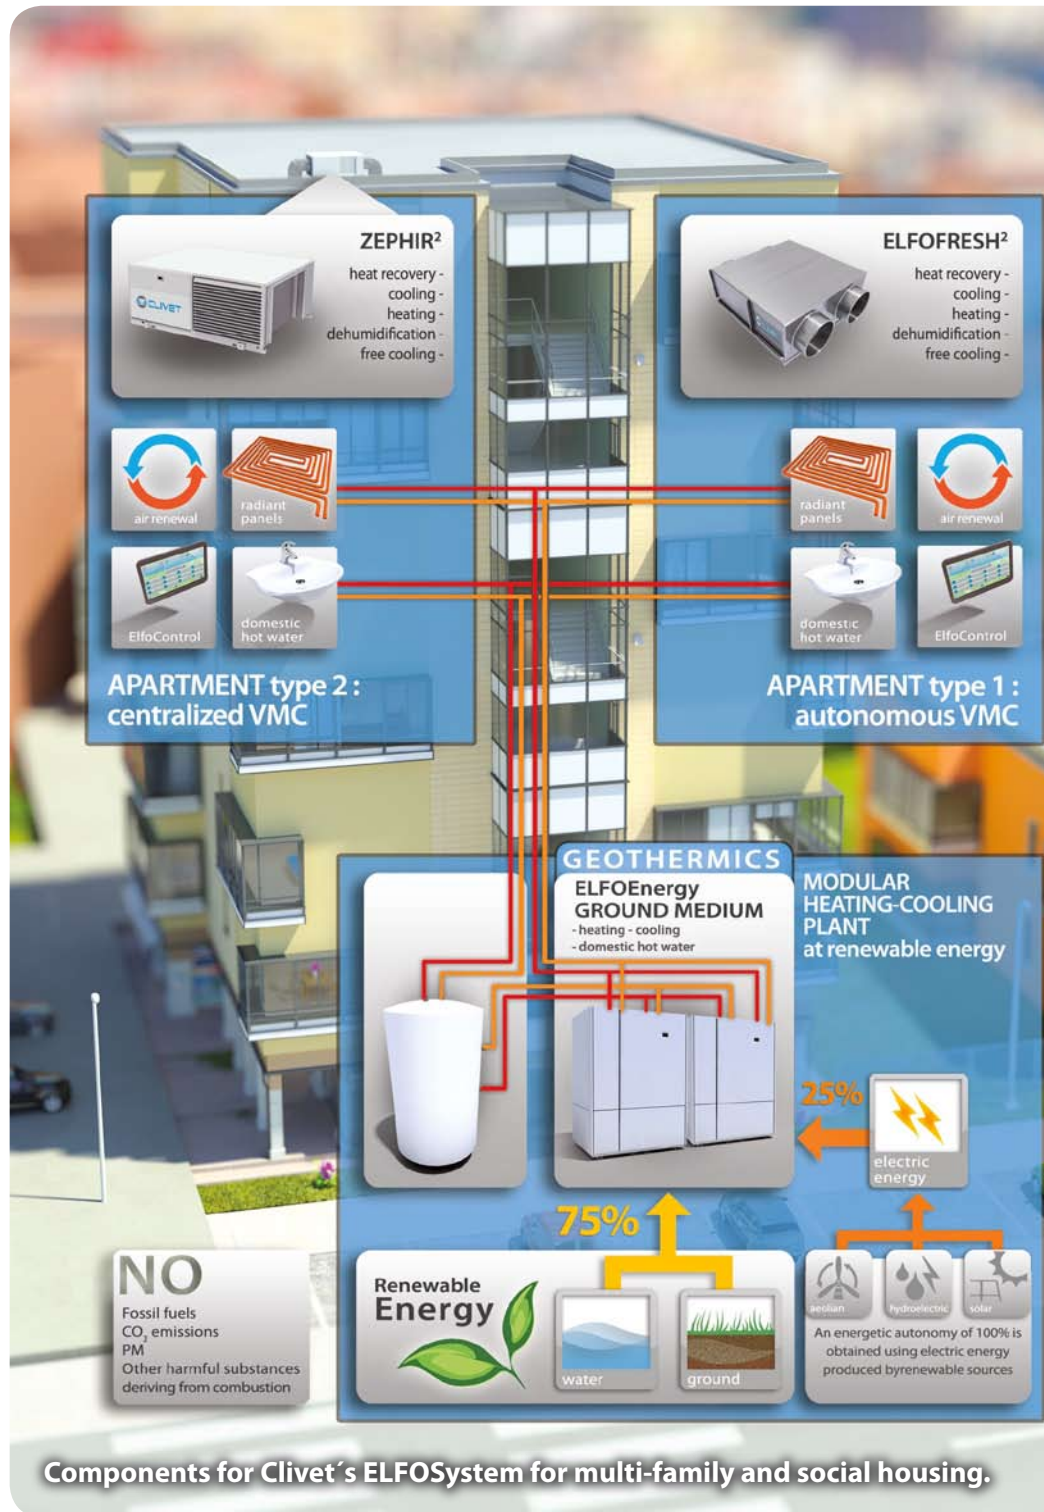 ZEPHIR²
heat recovery -
cooling -
heating -
dehumidification -
free cooling -
CLIVET
ELFOFRESH²
heat recovery -
cooling -
heating -
dehumidification -
free cooling -
CLIVET
air renewal
radiant
panels
ElfoControl
domestic
hot water
APARTMENT type 2 :
centralized VMC
radiant
panels
air renewal
domestic
hot water
ElfoControl
APARTMENT type 1 :
autonomous VMC
GEOTHERMICS
ELFOEnergy
GROUND MEDIUM
- heating - cooling
- domestic hot water
MODULAR
HEATING-COOLING
PLANT
at renewable energy
25%
electric
energy
75%
Renewable
Energy
water
ground
aeolian
hydroelectric
solar
An energetic autonomy of 100% is
obtained using electric energy
produced byrenewable sources
NO
Fossil fuels
CO₂ emissions
PM
Other harmful substances
deriving from combustion
Components for Clivet´s ELFOSystem for multi-family and social housing.